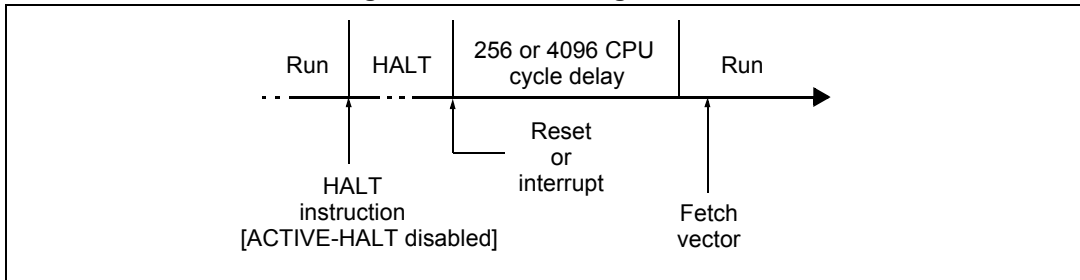 Run
HALT
256 or 4096 CPU
cycle delay
Run
Reset
or
interrupt
HALT
instruction
[ACTIVE-HALT disabled]
Fetch
vector